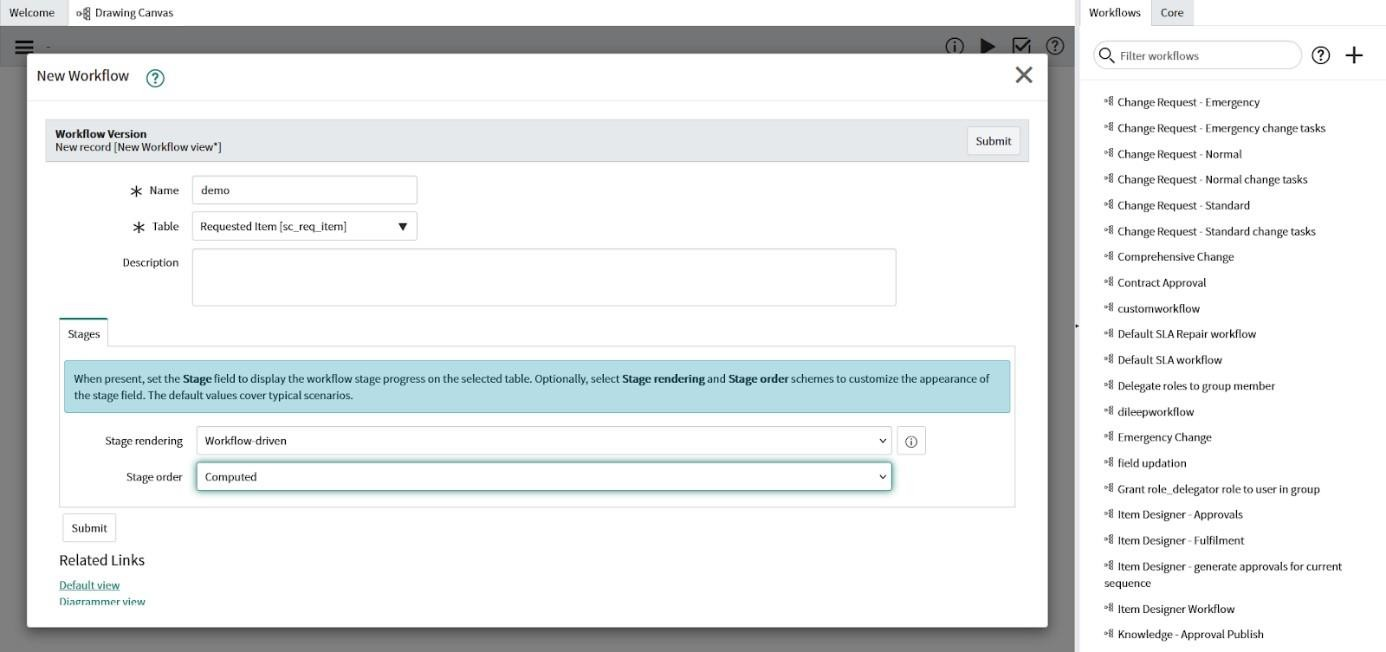 Welcome
Drawing Canvas
-
New Workflow
Workflow Version
New record [New Workflow view*]
Submit
Name
demo
Table
Requested Item [sc_req_item]
Description
Stages
When present, set the Stage field to display the workflow stage progress on the selected table. Optionally, select Stage rendering and Stage order schemes to customize the appearance of
the stage field. The default values cover typical scenarios.
Stage rendering
Workflow-driven
Stage order
Computed
Submit
Related Links
Default view
Diagrammer view
Workflows
Core
Filter workflows
Change Request - Emergency
Change Request - Emergency change tasks
Change Request - Normal
Change Request - Normal change tasks
Change Request - Standard
Change Request - Standard change tasks
Comprehensive Change
Contract Approval
customworkflow
Default SLA Repair workflow
Default SLA workflow
Delegate roles to group member
dileepworkflow
Emergency Change
field updation
Grant role_delegator role to user in group
Item Designer - Approvals
Item Designer - Fulfilment
Item Designer - generate approvals for current
sequence
Item Designer Workflow
Knowledge - Approval Publish